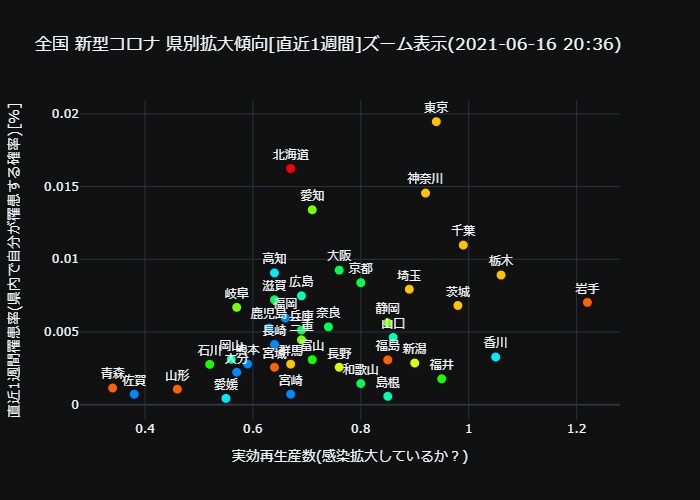 全国 新型コロナ 県別拡大傾向[直近1週間]ズーム表示(2021-06-16 20:36)
直近1週間罹患率(県内で自分が罹患する確率)[%]
0.02
0.015
0.01
0.005
0
東京
北海道
神奈川
愛知
千葉
大阪
高知
京都
栃木
埼玉
滋賀
広島
岐阜
福岡
茨城
岩手
鹿児島
兵庫
奈良
静岡
長崎
三重
山口
岡山
熊本
石川
大分
宮城
群馬
富山
長野
福島
新潟
香川
和歌山
福井
青森
佐賀
山形
愛媛
宮崎
島根
0.4
0.6
0.8
1
1.2
実効再生産数(感染拡大しているか？)